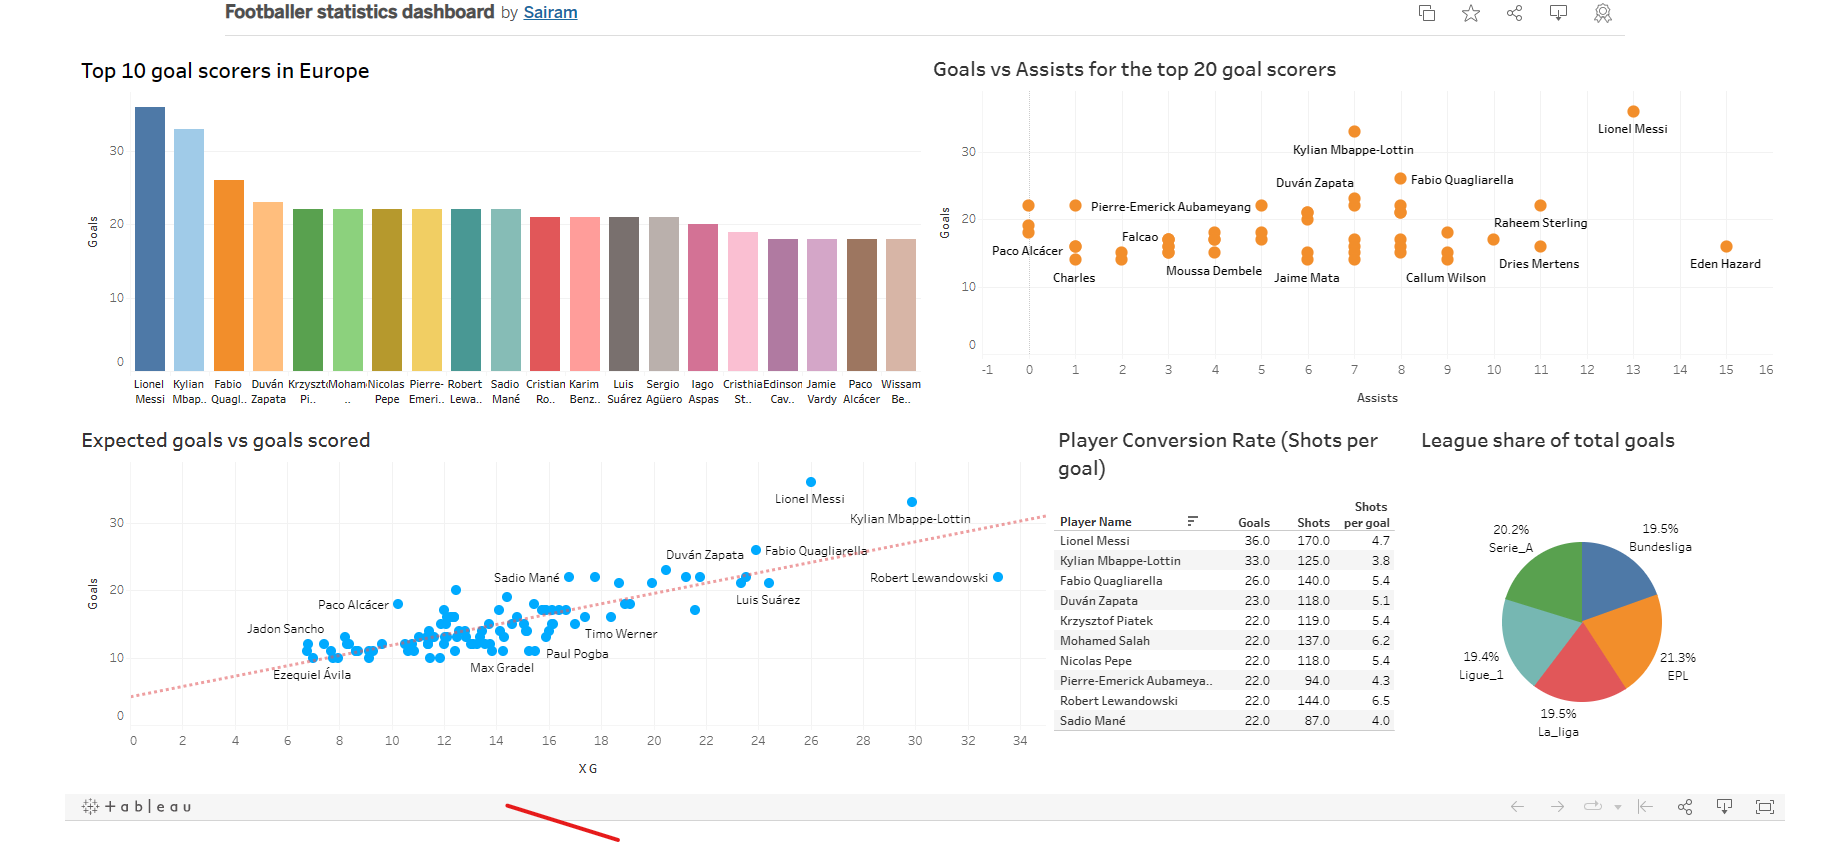 Footballer statistics dashboard by Sairam
Top 10 goal scorers in Europe
Goals
30
20
10
0
Lionel Messi
Kylian Mbap..
Fabio Quagl..
Duván Zapata
Krzyszt Pi..
Moham ..
Nicolas Pepe
Pierre- Emeri..
Robert Lewa..
Sadio Mané
Cristian Ro..
Karim Benz..
Luis Suárez
Sergio Agüero
Iago Aspas
Cristhia St..
Edinson Cav..
Jamie Vardy
Paco Alcácer
Wissam Be..
Goals vs Assists for the top 20 goal scorers
Goals
30
20
10
0
Lionel Messi
Kylian Mbappe-Lottin
Duván Zapata
Fabio Quagliarella
Pierre-Emerick Aubameyang
Raheem Sterling
Falcao
Paco Alcácer
Moussa Dembele
Dries Mertens
Eden Hazard
Charles
Jaime Mata
Callum Wilson
-1 0 1 2 3 4 5 6 7 8 9 10 11 12 13 14 15 16
Assists
Expected goals vs goals scored
Goals
30
20
10
0
Lionel Messi
Kylian Mbappe-Lottin
Duván Zapata
Fabio Quagliarella
Sadio Mané
Robert Lewandowski
Paco Alcácer
Luis Suárez
Jadon Sancho
Timo Werner
Paul Pogba
Max Gradel
Ezequiel Ávila
0 2 4 6 8 10 12 14 16 18 20 22 24 26 28 30 32 34
XG
Player Conversion Rate (Shots per
goal)
Player Name Goals Shots Shots per goal
Lionel Messi 36.0 170.0 4.7
Kylian Mbappe-Lottin 33.0 125.0 3.8
Fabio Quagliarella 26.0 140.0 5.4
Duván Zapata 23.0 118.0 5.1
Krzysztof Piatek 22.0 119.0 5.4
Mohamed Salah 22.0 137.0 6.2
Nicolas Pepe 22.0 118.0 5.4
Pierre-Emerick Aubameya.. 22.0 94.0 4.3
Robert Lewandowski 22.0 144.0 6.5
Sadio Mané 22.0 87.0 4.0
League share of total goals
20.2%
Serie_A
19.5%
Bundesliga
19.4%
Ligue_1
21.3%
EPL
19.5%
La_liga
+ableau